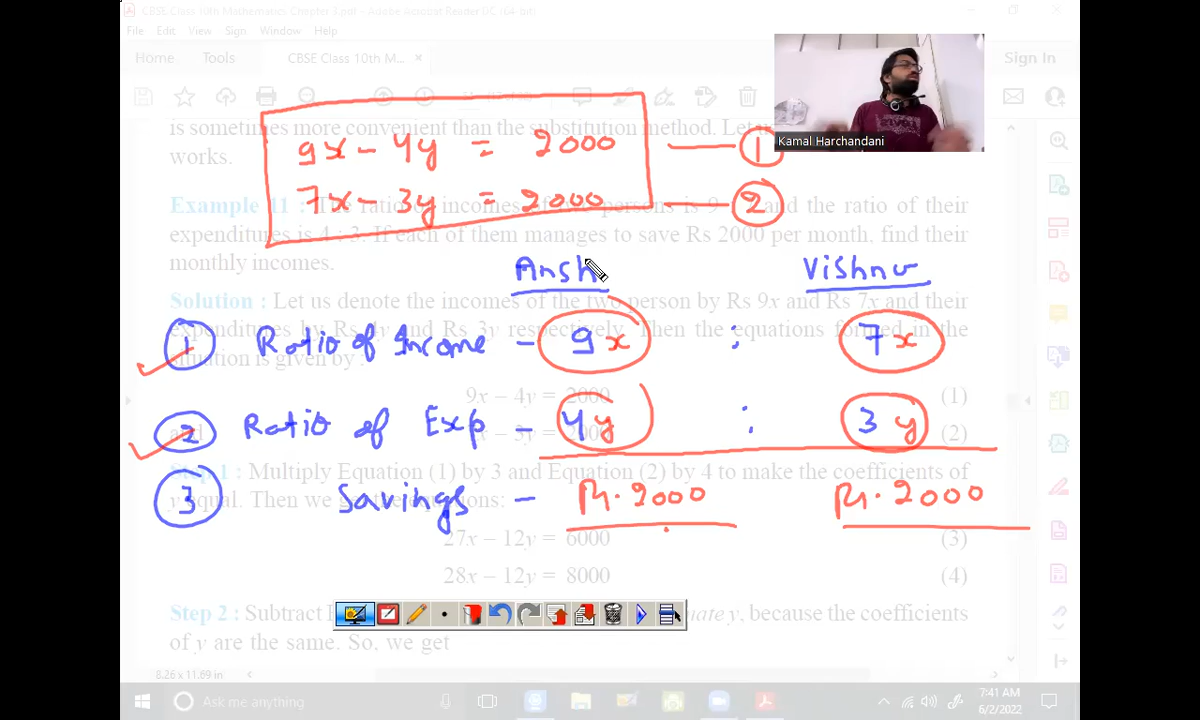 CBSE Class 10th Mathematics Chapter 3.pdf - Adobe Acrobat Reader DC (64-bit)
File Edit View Sign Window Help
Home Tools CBSE Class 10th M... × Sign In
is sometimes more convenient than the substitution method. Let
works.
Kamal Harchandani
9x - 4y = 2000 1
7x - 3y = 2000 2
Example 11 : The ratio of incomes of two persons is 9 and the ratio of their
expenditures is 4 : 3. If each of them manages to save Rs 2000 per month, find their
monthly incomes.
Ansh Vishnu
Solution : Let us denote the incomes of the two person by Rs 9x and Rs 7x and their
expenditures by Rs 4y and Rs 3y respectively. Then the equations formed in the
situation is given by :
1 Ratio of Income - 9x : 7x
9x – 4y = 2000 (1)
2 Ratio of Exp - 4y : 3y
and (2)
Step 1 : Multiply Equation (1) by 3 and Equation (2) by 4 to make the coefficients of
y equal. Then we get the equations:
3 Savings - Rs. 2000 Rs. 2000
27x – 12y = 6000 (3)
28x – 12y = 8000 (4)
Step 2 : Subtract y, because the coefficients
of y are the same. So, we get
8.26 x 11.69 in
Ask me anything
7:41 AM
6/2/2022